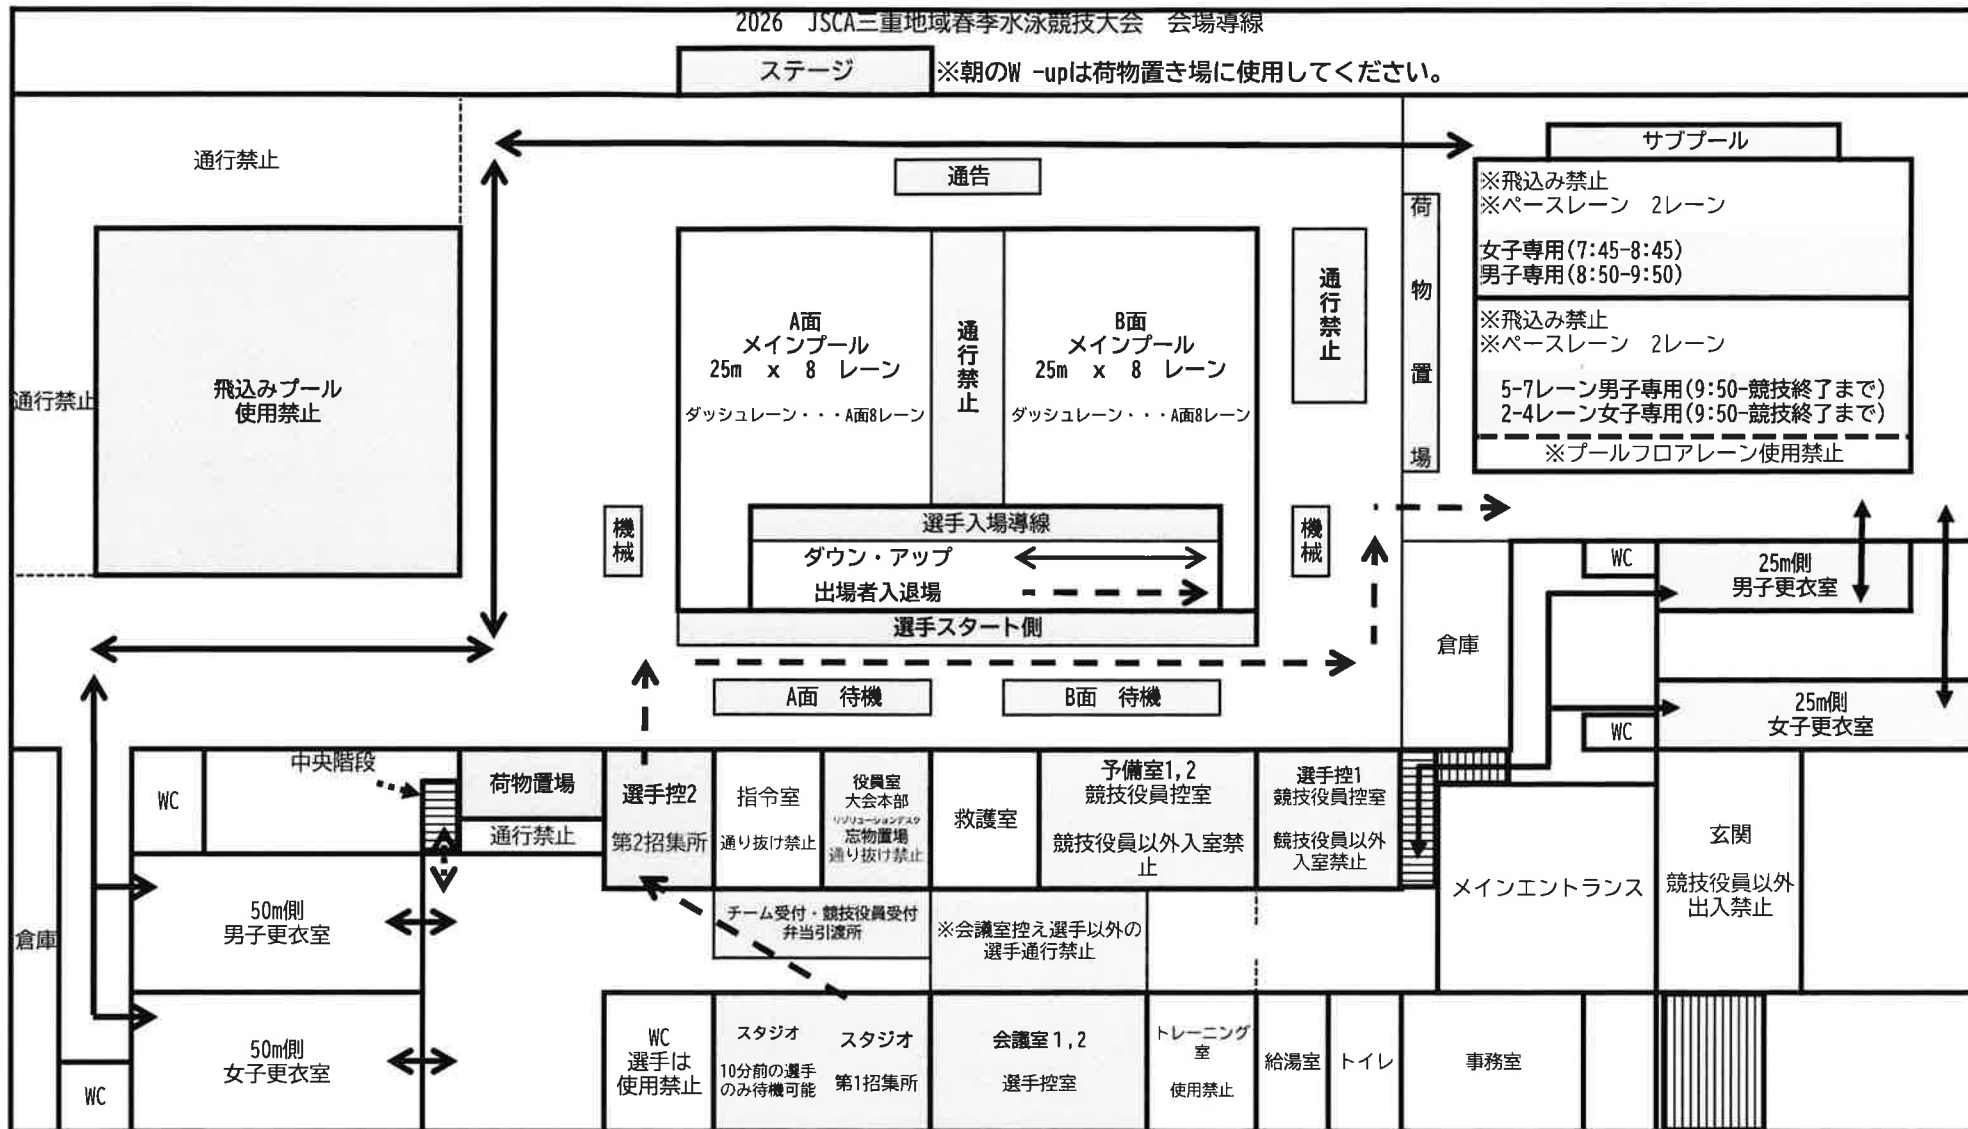 2026　JSCA三重地域春季水泳競技大会　会場導線
ステージ
※朝のW -upは荷物置き場に使用してください。
通行禁止
通告
サブプール
※飛込み禁止
※ペースレーン　2レーン
女子専用(7:45-8:45)
男子専用(8:50-9:50)
※飛込み禁止
※ペースレーン　2レーン
5-7レーン男子専用(9:50-競技終了まで)
2-4レーン女子専用(9:50-競技終了まで)
※プールフロアレーン使用禁止
荷物置場
通行禁止
飛込みプール
使用禁止
A面
メインプール
25m　x　8　レーン
ダッシュレーン・・・A面8レーン
通行禁止
B面
メインプール
25m　x　8　レーン
ダッシュレーン・・・A面8レーン
通行禁止
機械
選手入場導線
ダウン・アップ
出場者入退場
選手スタート側
機械
A面　待機
B面　待機
倉庫
WC
25m側
男子更衣室
25m側
女子更衣室
WC
中央階段
WC
荷物置場
通行禁止
選手控2
第2招集所
指令室
通り抜け禁止
役員室
大会本部
リゾリューションデスク
忘物置場
通り抜け禁止
救護室
予備室1,2
競技役員控室
競技役員以外入室禁
止
選手控1
競技役員控室
競技役員以外
入室禁止
メインエントランス
玄関
競技役員以外
出入禁止
倉庫
50m側
男子更衣室
チーム受付・競技役員受付
弁当引渡所
※会議室控え選手以外の
選手通行禁止
50m側
女子更衣室
WC
WC
選手は
使用禁止
スタジオ
10分前の選手
のみ待機可能
スタジオ
第1招集所
会議室1,2
選手控室
トレーニング
室
使用禁止
給湯室
トイレ
事務室